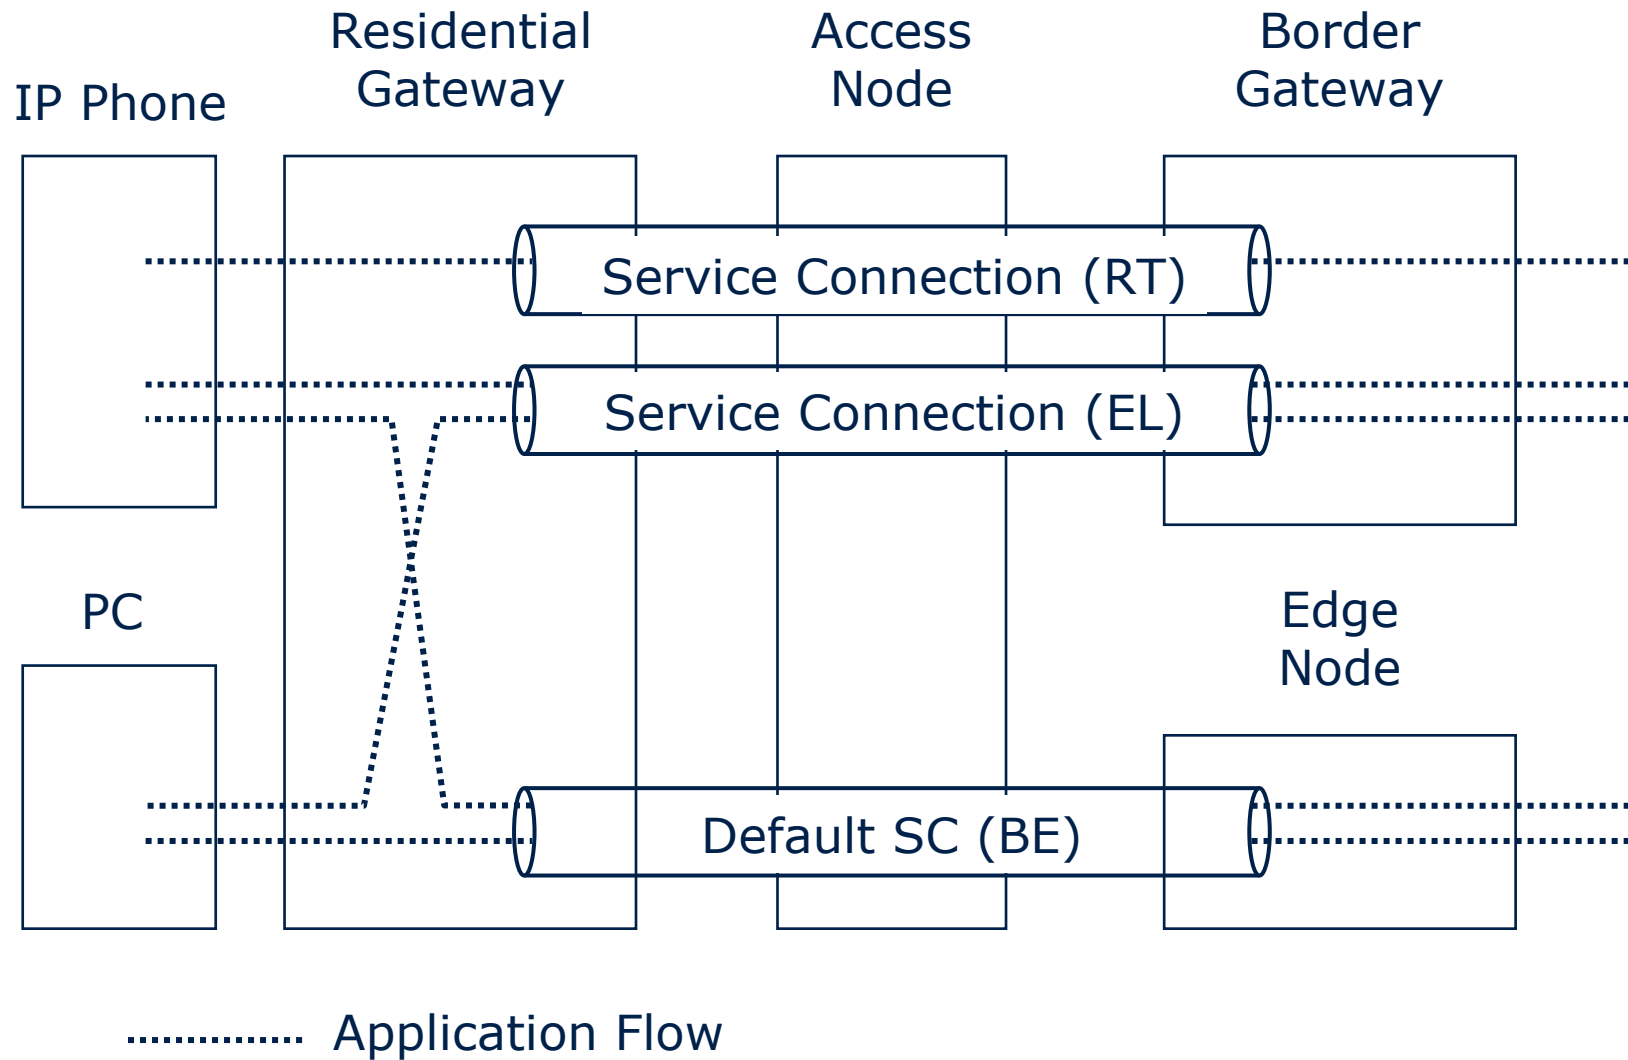 Residential
Gateway
Access
Node
Border
Gateway
IP Phone
Service Connection (RT)
Service Connection (EL)
PC
Edge
Node
Default SC (BE)
Application Flow